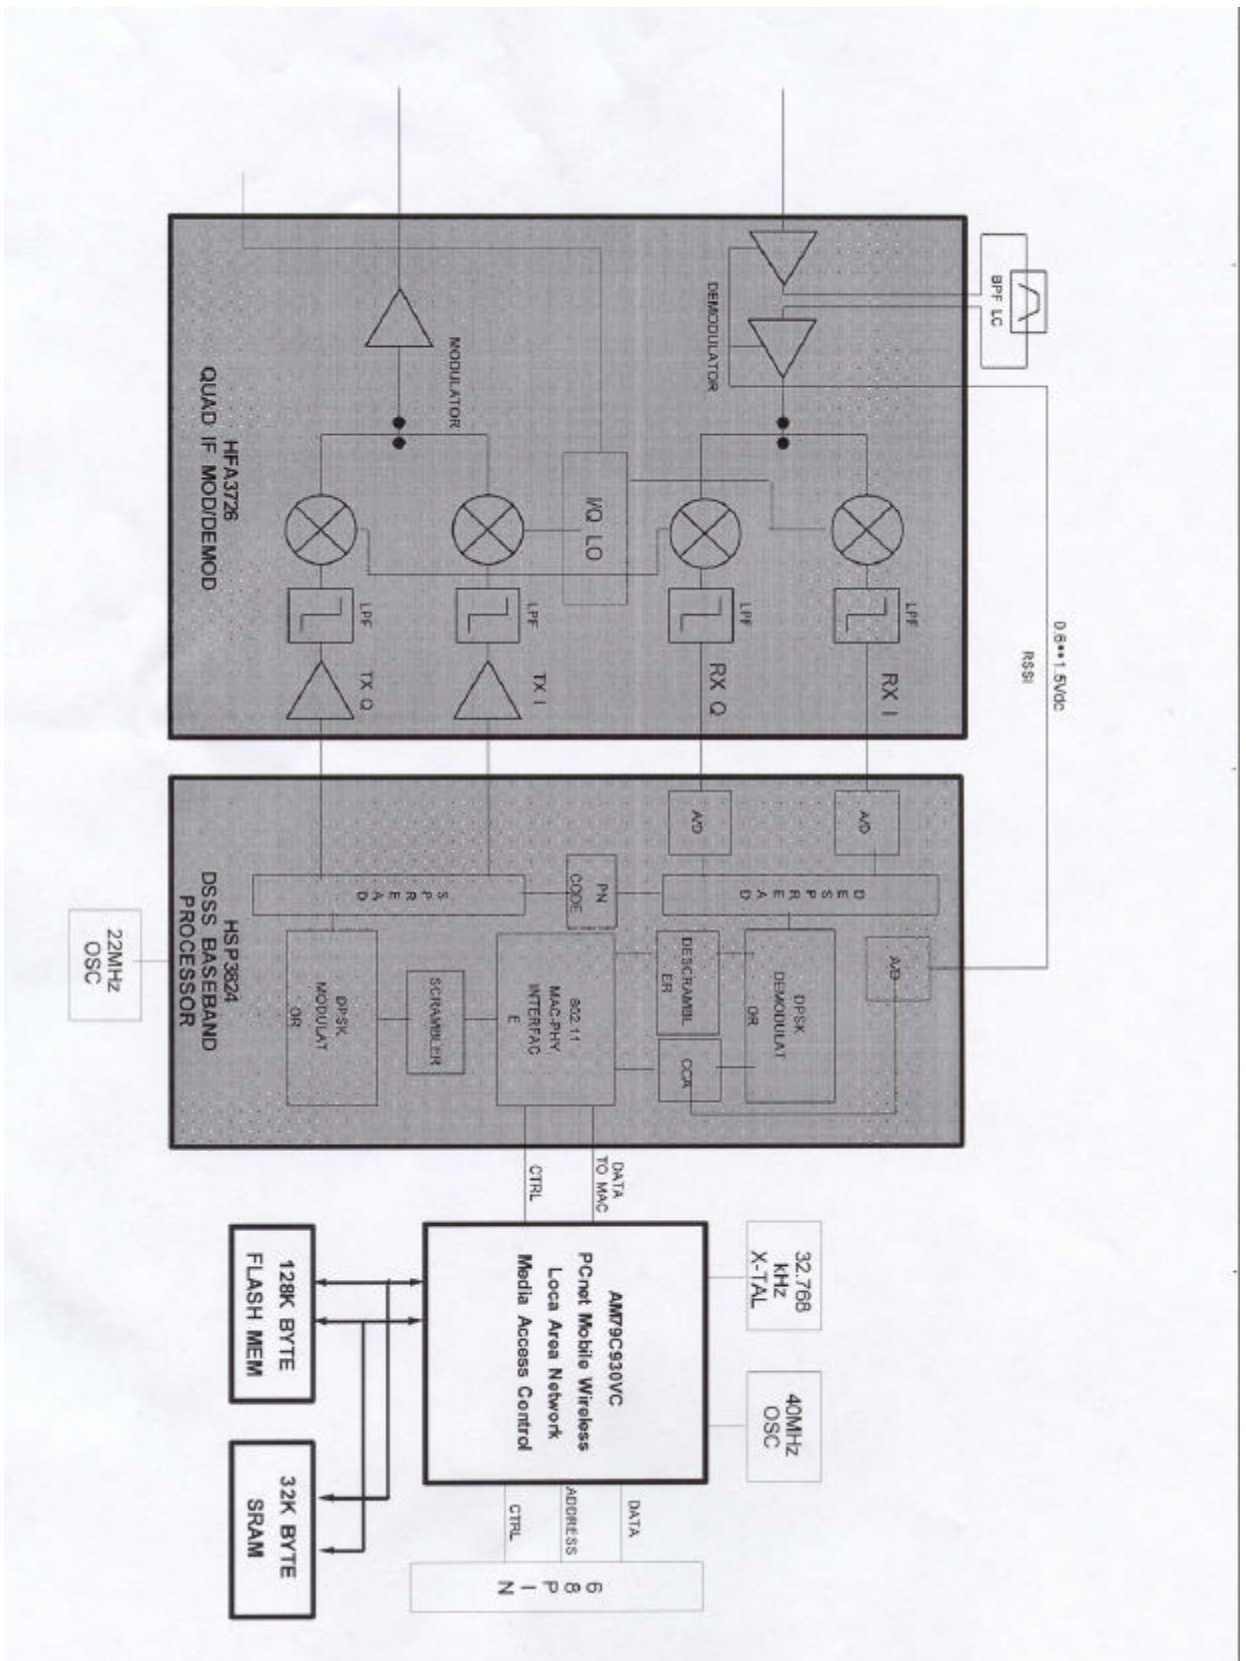 BPF LC
0.6**1.5Vdc
RSSI
DEMODULATOR
LPF
RX I
LPF
RX Q
I/Q LO
MODULATOR
LPF
TX I
LPF
TX Q
HFA3726
QUAD IF MOD/DEMOD
A/D
A/D
A/D
DESPREAD
DPSK
DEMODULAT
OR
DESCRAMBL
ER
CCA
PN
CODE
802.11
MAC-PHY
INTERFAC
E
SPREAD
SCRAMBLER
DPSK
MODULAT
OR
HSP3824
DSSS BASEBAND
PROCESSOR
22MHz
OSC
DATA
TO MAC
CTRL
32.768
kHz
X-TAL
40MHz
OSC
AM79C930VC
PCnet Mobile Wireless
Loca Area Network
Media Access Control
128K BYTE
FLASH MEM
32K BYTE
SRAM
DATA
ADDRESS
CTRL
68PIN